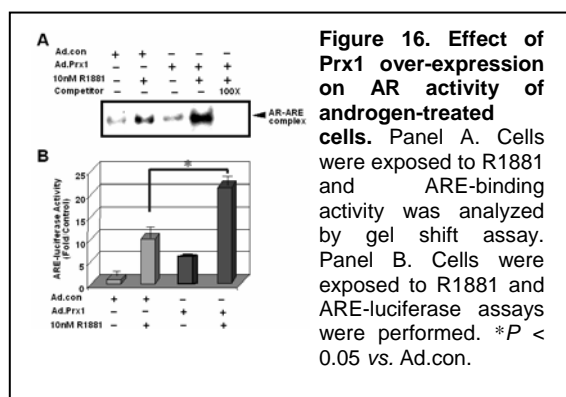 A
Ad.con + + – – –
Ad.Prx1 – – + + +
10nM R1881 – + – + +
Competitor 100X
AR-ARE
complex
B
ARE-luciferase Activity
(Fold Control)
25
20
15
10
5
0
*
Ad.con + + – –
Ad.Prx1 – – + +
10nM R1881 – + – +
Figure 16. Effect of
Prx1 over-expression
on AR activity of
androgen-treated
cells. Panel A. Cells
were exposed to R1881
and ARE-binding
activity was analyzed
by gel shift assay.
Panel B. Cells were
exposed to R1881 and
ARE-luciferase assays
were performed. *P <
0.05 vs. Ad.con.